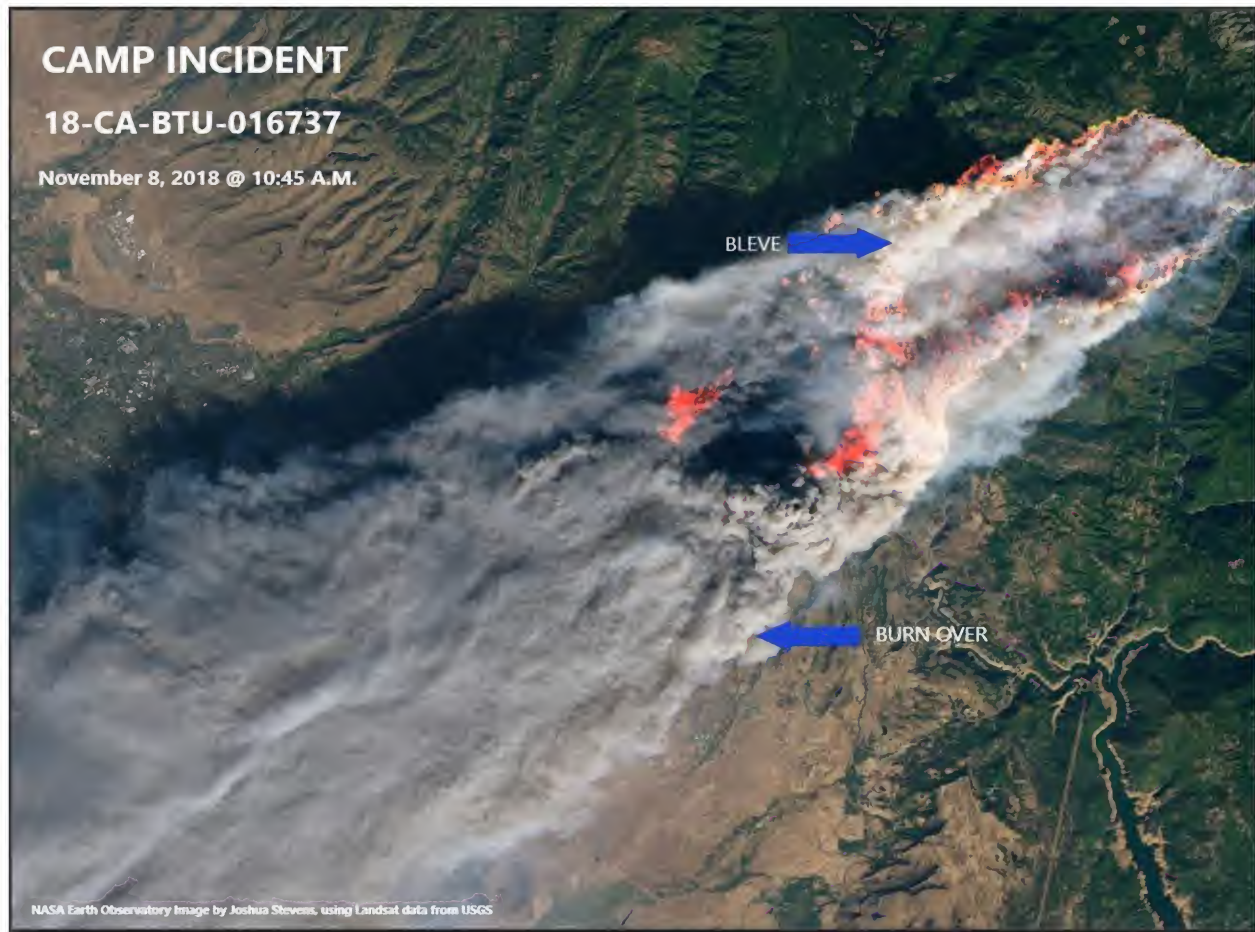 CAMP INCIDENT
18-CA-BTU-016737
November 8, 2018 @ 10:45 A.M.
BLEVE
BURN OVER
NASA Earth Observatory image by Joshua Stevens, using Landsat data from USGS